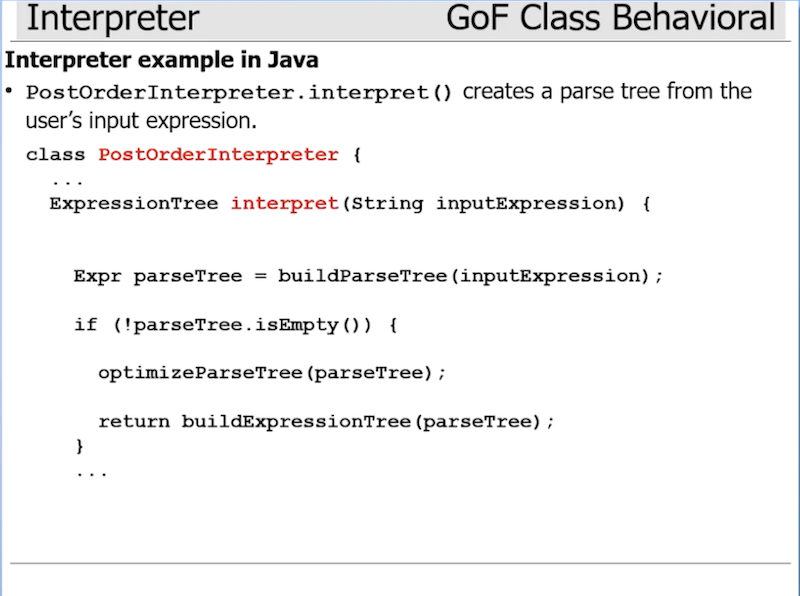 Interpreter GoF Class Behavioral
Interpreter example in Java
• PostOrderInterpreter.interpret() creates a parse tree from the
user’s input expression.
class PostOrderInterpreter {
...
ExpressionTree interpret(String inputExpression) {
Expr parseTree = buildParseTree(inputExpression);
if (!parseTree.isEmpty()) {
optimizeParseTree(parseTree);
return buildExpressionTree(parseTree);
}
...